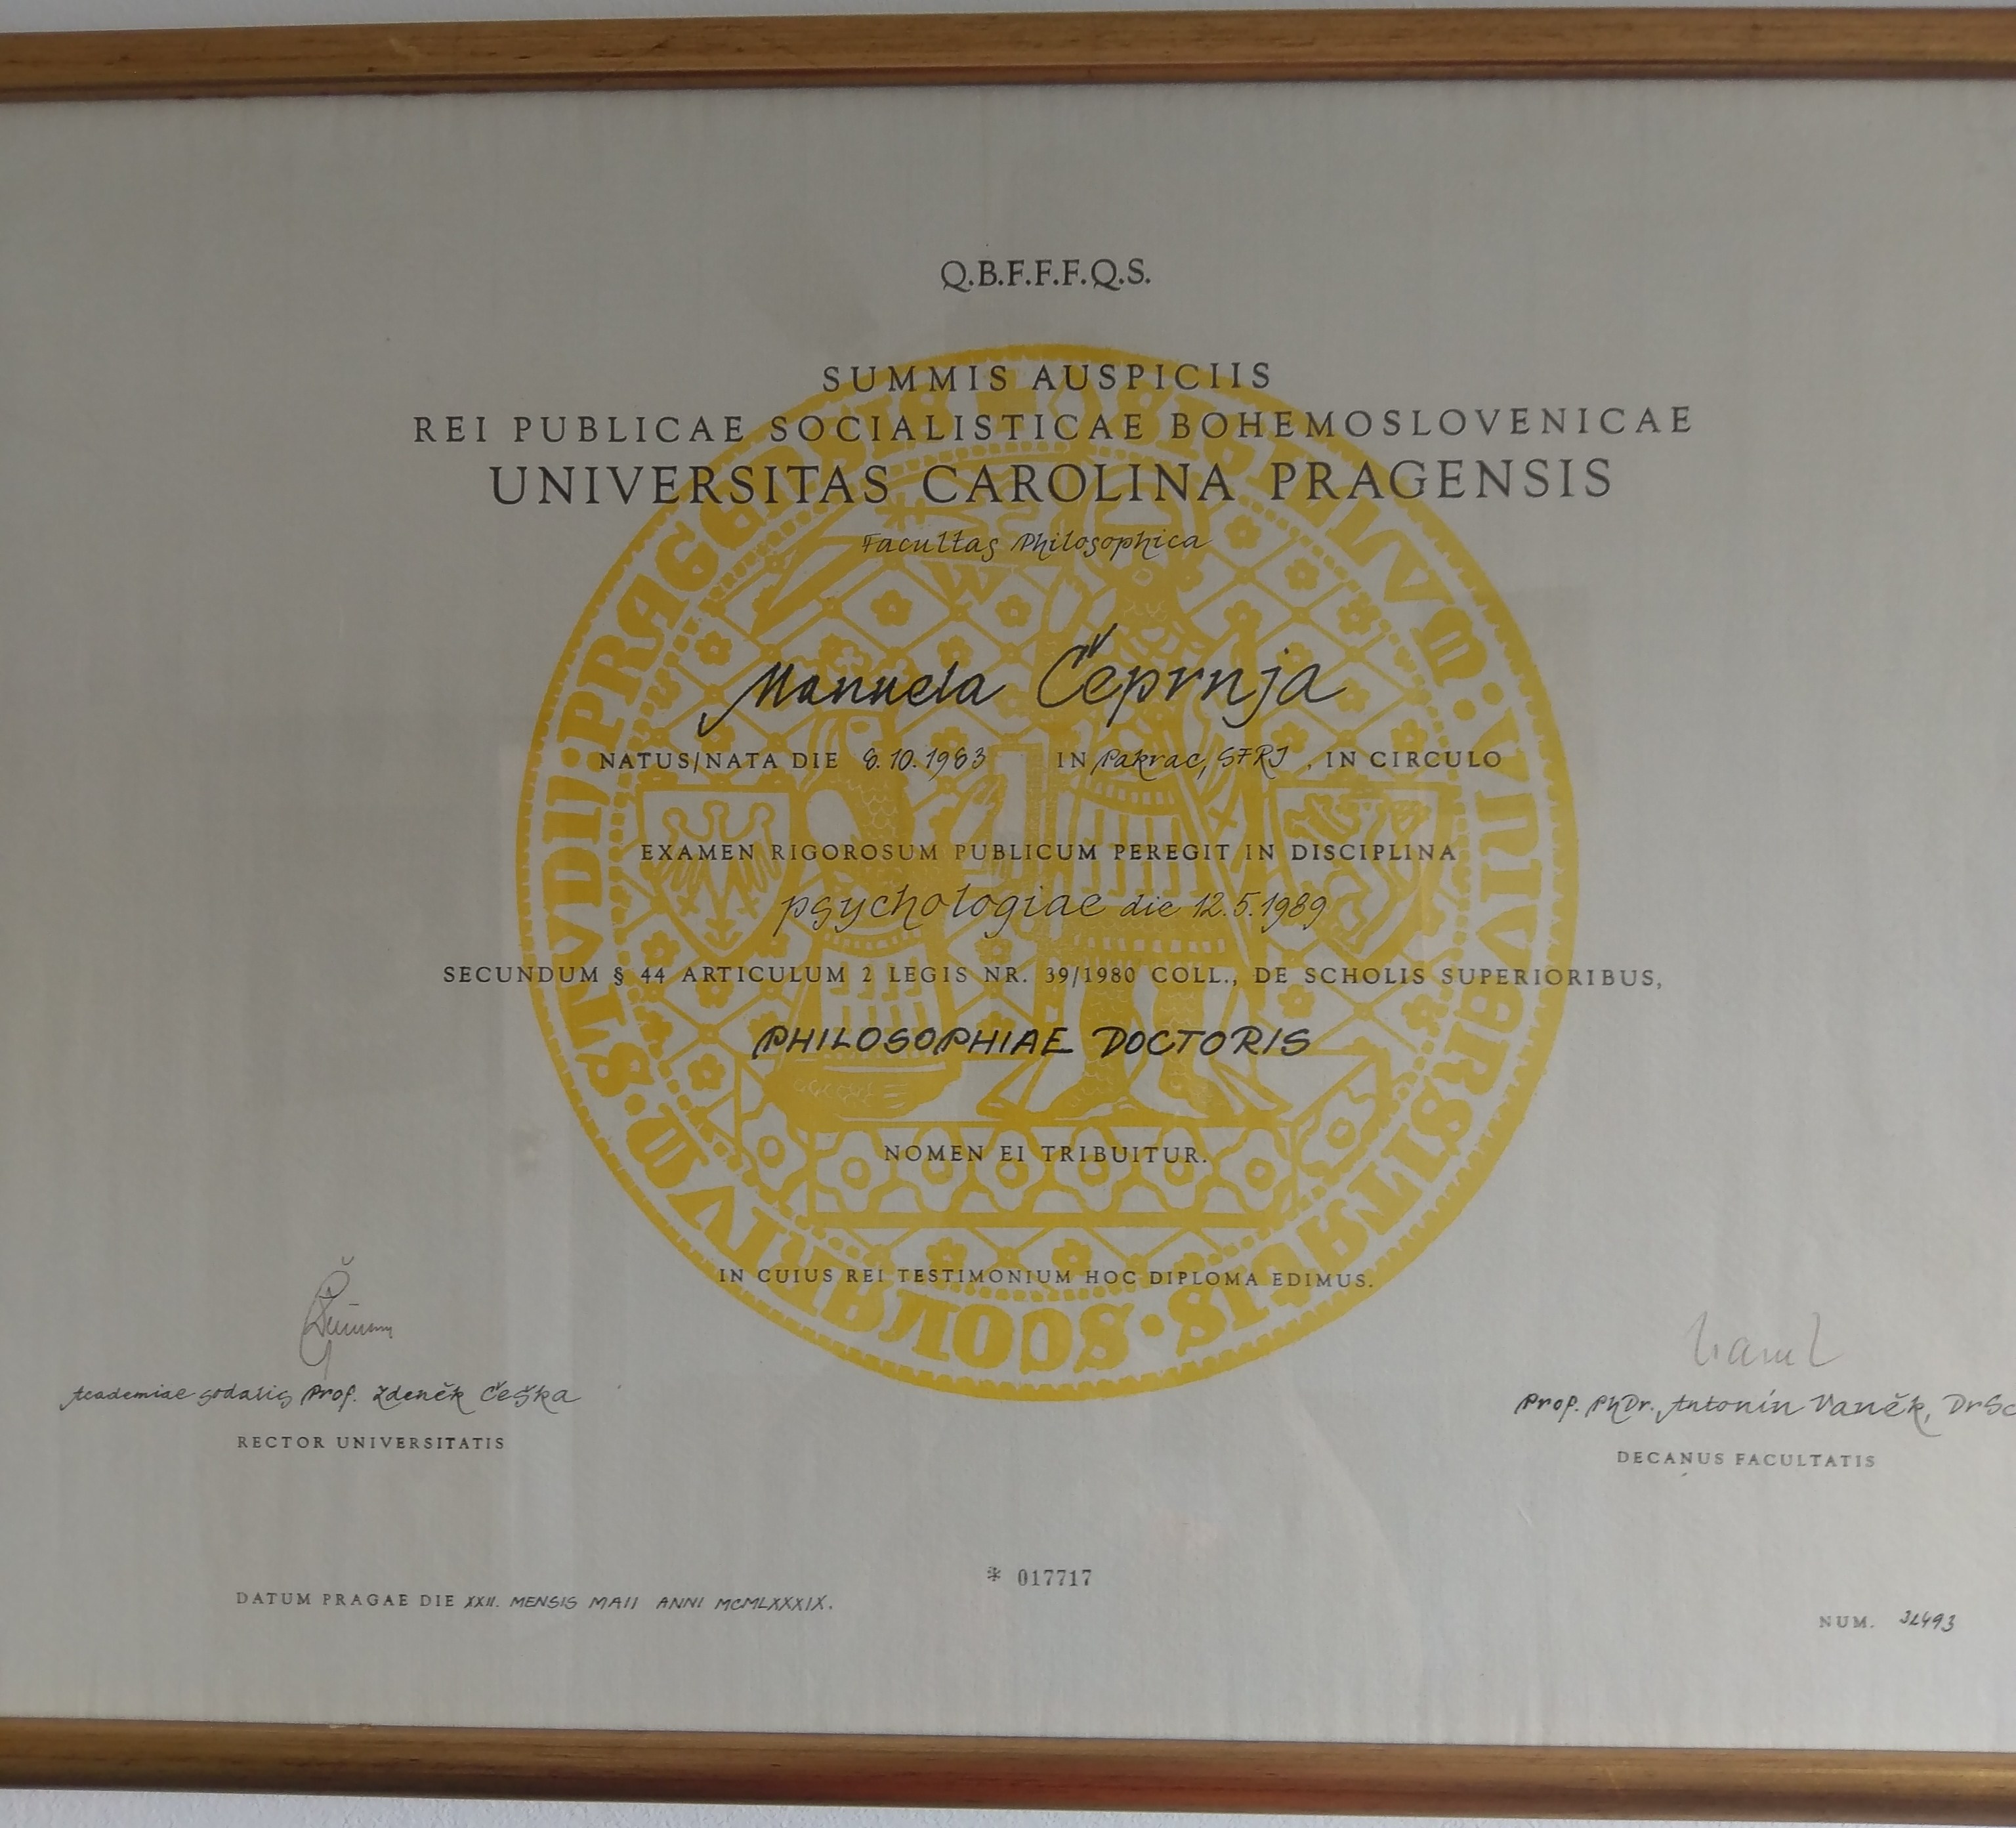 Q.B.F.F.F.Q.S.
SUMMIS AUSPICIIS
REI PUBLICAE SOCIALISTICAE BOHEMOSLOVENICAE
UNIVERSITAS CAROLINA PRAGENSIS
Facultas Philosophica
Manuela Čeprnja
NATUS/NATA DIE 8.10.1963 IN Pakrac, SFRJ , IN CIRCULO
EXAMEN RIGOROSUM PUBLICUM PEREGIT IN DISCIPLINA
psychologiae die 12.5.1989
SECUNDUM § 44 ARTICULUM 2 LEGIS NR. 39/1980 COLL., DE SCHOLIS SUPERIORIBUS,
PHILOSOPHIAE DOCTORIS
NOMEN EI TRIBUITUR.
IN CUIUS REI TESTIMONIUM HOC DIPLOMA EDIMUS.
Academiae sodalis Prof. Zdeněk Češka
RECTOR UNIVERSITATIS
Prof. PhDr. Antonín Vaněk, DrSc
DECANUS FACULTATIS
* 017717
DATUM PRAGAE DIE XXII. MENSIS MAII ANNI MCMLXXXIX.
NUM.